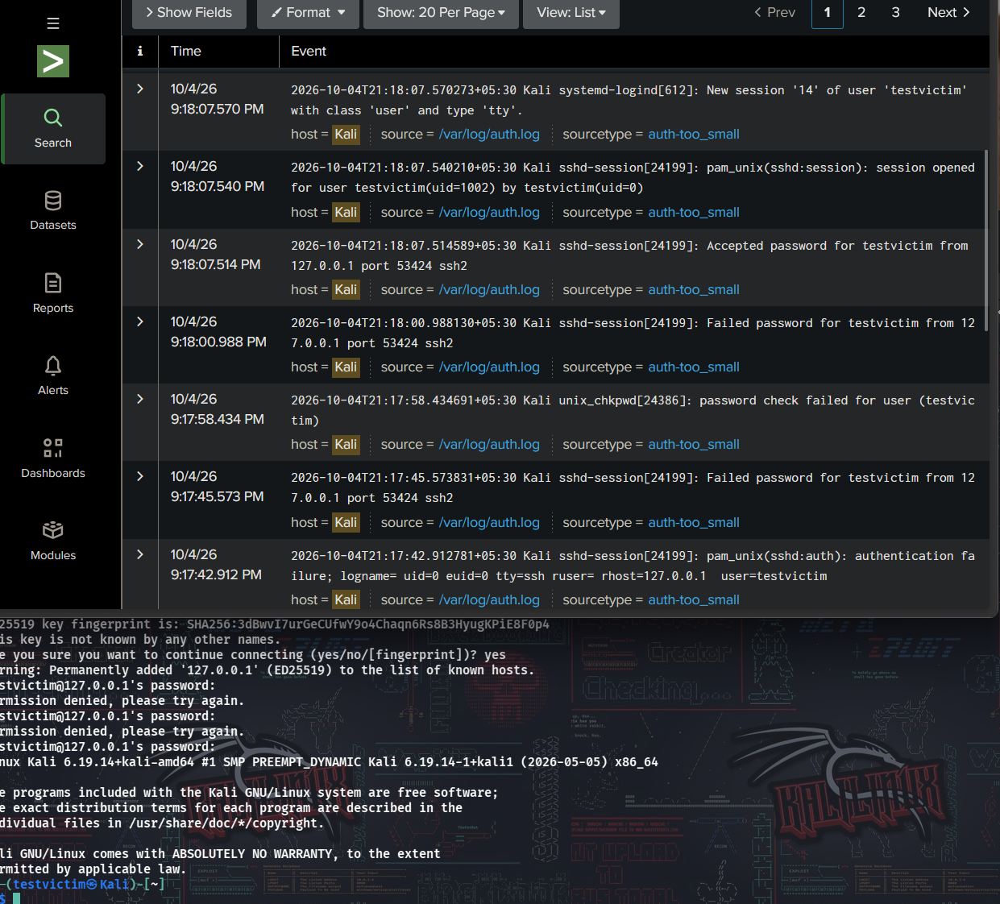 Show Fields Format Show: 20 Per Page View: List Prev 1 2 3 Next
i Time Event
Search
Datasets
Reports
Alerts
Dashboards
Modules
10/4/26
9:18:07.570 PM
2026-10-04T21:18:07.570273+05:30 Kali systemd-logind[612]: New session '14' of user 'testvictim'
with class 'user' and type 'tty'.
host = Kali source = /var/log/auth.log sourcetype = auth-too_small
10/4/26
9:18:07.540 PM
2026-10-04T21:18:07.540210+05:30 Kali sshd-session[24199]: pam_unix(sshd:session): session opened
for user testvictim(uid=1002) by testvictim(uid=0)
host = Kali source = /var/log/auth.log sourcetype = auth-too_small
10/4/26
9:18:07.514 PM
2026-10-04T21:18:07.514589+05:30 Kali sshd-session[24199]: Accepted password for testvictim from
127.0.0.1 port 53424 ssh2
host = Kali source = /var/log/auth.log sourcetype = auth-too_small
10/4/26
9:18:00.988 PM
2026-10-04T21:18:00.988130+05:30 Kali sshd-session[24199]: Failed password for testvictim from 12
7.0.0.1 port 53424 ssh2
host = Kali source = /var/log/auth.log sourcetype = auth-too_small
10/4/26
9:17:58.434 PM
2026-10-04T21:17:58.434691+05:30 Kali unix_chkpwd[24386]: password check failed for user (testvic
tim)
host = Kali source = /var/log/auth.log sourcetype = auth-too_small
10/4/26
9:17:45.573 PM
2026-10-04T21:17:45.573831+05:30 Kali sshd-session[24199]: Failed password for testvictim from 12
7.0.0.1 port 53424 ssh2
host = Kali source = /var/log/auth.log sourcetype = auth-too_small
10/4/26
9:17:42.912 PM
2026-10-04T21:17:42.912781+05:30 Kali sshd-session[24199]: pam_unix(sshd:auth): authentication fa
ilure; logname= uid=0 euid=0 tty=ssh ruser= rhost=127.0.0.1  user=testvictim
host = Kali source = /var/log/auth.log sourcetype = auth-too_small
25519 key fingerprint is: SHA256:3dBwvI7urGeCUfwY9o4Chaqn6Rs8B3HyugKPiE8F0p4
is key is not known by any other names.
e you sure you want to continue connecting (yes/no/[fingerprint])? yes
rning: Permanently added '127.0.0.1' (ED25519) to the list of known hosts.
stvictim@127.0.0.1's password:
rmission denied, please try again.
stvictim@127.0.0.1's password:
rmission denied, please try again.
stvictim@127.0.0.1's password:
nux Kali 6.19.14+kali-amd64 #1 SMP PREEMPT_DYNAMIC Kali 6.19.14-1+kali1 (2026-05-05) x86_64
e programs included with the Kali GNU/Linux system are free software;
e exact distribution terms for each program are described in the
dividual files in /usr/share/doc/*/copyright.
li GNU/Linux comes with ABSOLUTELY NO WARRANTY, to the extent
rmitted by applicable law.
(testvictim㉿Kali)-[~]
$
Creator
Checking...
KALI LINUX
KALI LINUX